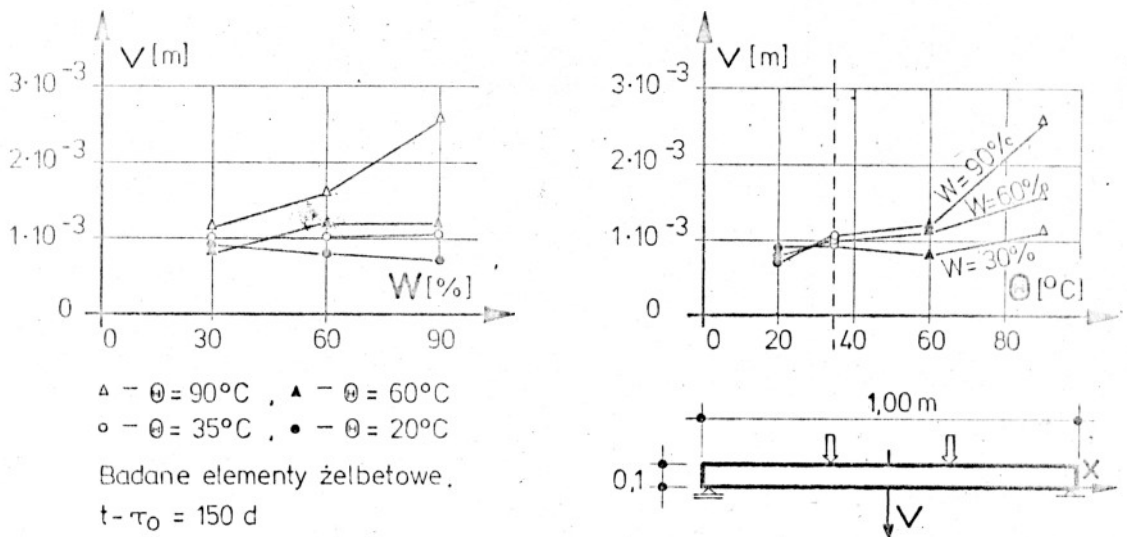 V [m]
3·10⁻³
2·10⁻³
1·10⁻³
0
W [%]
0 30 60 90
△ – Θ = 90°C , ▲ – Θ = 60°C
○ – Θ = 35°C , ● – Θ = 20°C
Badane elementy żelbetowe,
t-τ₀ = 150 d
V [m]
3·10⁻³
2·10⁻³
1·10⁻³
0
W=90%
W=60%
W=30%
Θ [°C]
0 20 40 60 80
1,00 m
0,1
X
V